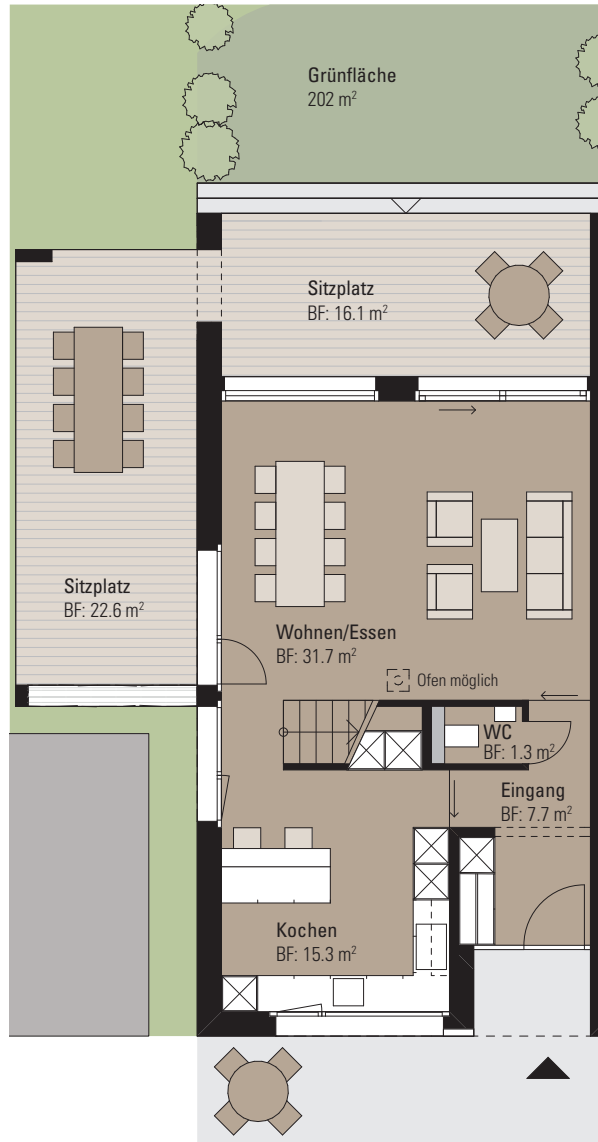 Grünfläche
202 m²
Sitzplatz
BF: 16.1 m²
Sitzplatz
BF: 22.6 m²
Wohnen/Essen
BF: 31.7 m²
Ofen möglich
WC
BF: 1.3 m²
Eingang
BF: 7.7 m²
Kochen
BF: 15.3 m²